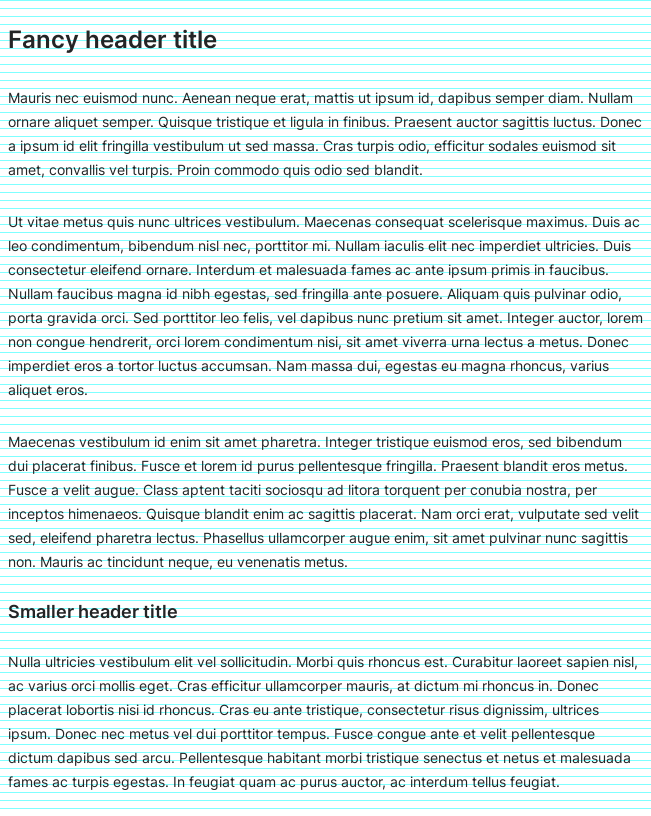 Fancy header title
Mauris nec euismod nunc. Aenean neque erat, mattis ut ipsum id, dapibus semper diam. Nullam
ornare aliquet semper. Quisque tristique et ligula in finibus. Praesent auctor sagittis luctus. Donec
a ipsum id elit fringilla vestibulum ut sed massa. Cras turpis odio, efficitur sodales euismod sit
amet, convallis vel turpis. Proin commodo quis odio sed blandit.
Ut vitae metus quis nunc ultrices vestibulum. Maecenas consequat scelerisque maximus. Duis ac
leo condimentum, bibendum nisl nec, porttitor mi. Nullam iaculis elit nec imperdiet ultricies. Duis
consectetur eleifend ornare. Interdum et malesuada fames ac ante ipsum primis in faucibus.
Nullam faucibus magna id nibh egestas, sed fringilla ante posuere. Aliquam quis pulvinar odio,
porta gravida orci. Sed porttitor leo felis, vel dapibus nunc pretium sit amet. Integer auctor, lorem
non congue hendrerit, orci lorem condimentum nisi, sit amet viverra urna lectus a metus. Donec
imperdiet eros a tortor luctus accumsan. Nam massa dui, egestas eu magna rhoncus, varius
aliquet eros.
Maecenas vestibulum id enim sit amet pharetra. Integer tristique euismod eros, sed bibendum
dui placerat finibus. Fusce et lorem id purus pellentesque fringilla. Praesent blandit eros metus.
Fusce a velit augue. Class aptent taciti sociosqu ad litora torquent per conubia nostra, per
inceptos himenaeos. Quisque blandit enim ac sagittis placerat. Nam orci erat, vulputate sed velit
sed, eleifend pharetra lectus. Phasellus ullamcorper augue enim, sit amet pulvinar nunc sagittis
non. Mauris ac tincidunt neque, eu venenatis metus.
Smaller header title
Nulla ultricies vestibulum elit vel sollicitudin. Morbi quis rhoncus est. Curabitur laoreet sapien nisl,
ac varius orci mollis eget. Cras efficitur ullamcorper mauris, at dictum mi rhoncus in. Donec
placerat lobortis nisi id rhoncus. Cras eu ante tristique, consectetur risus dignissim, ultrices
ipsum. Donec nec metus vel dui porttitor tempus. Fusce congue ante et velit pellentesque
dictum dapibus sed arcu. Pellentesque habitant morbi tristique senectus et netus et malesuada
fames ac turpis egestas. In feugiat quam ac purus auctor, ac interdum tellus feugiat.